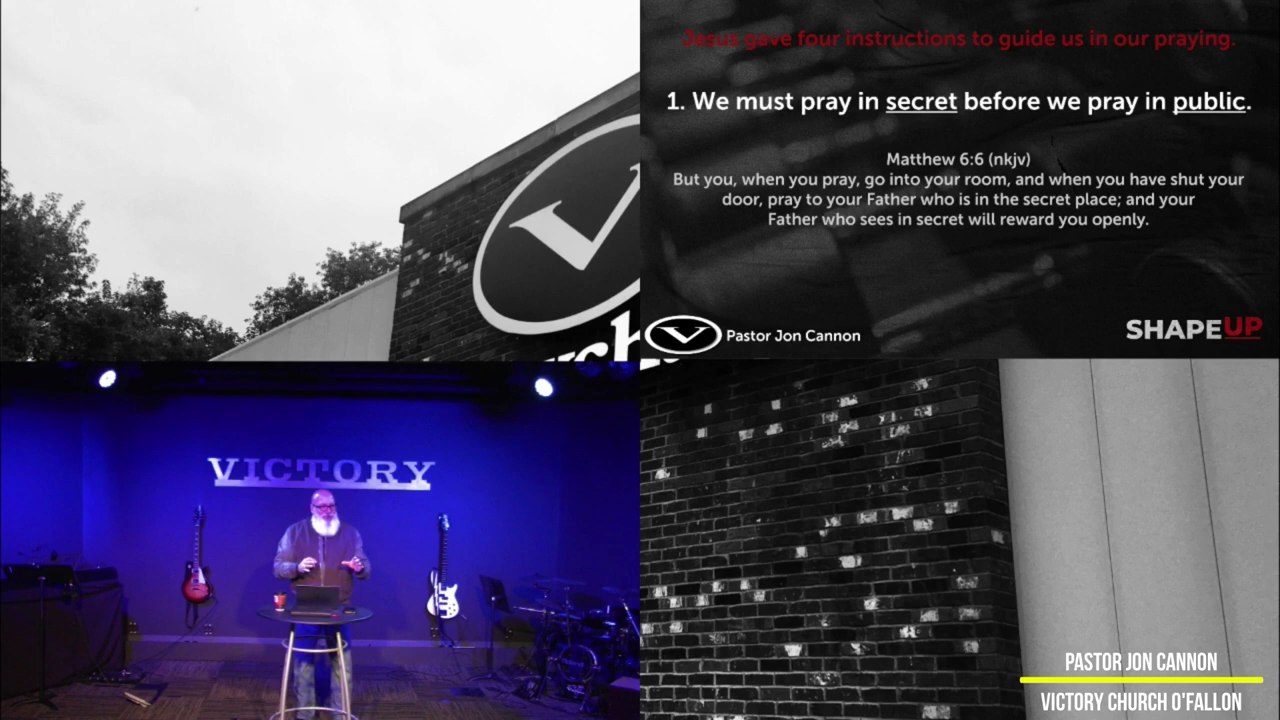 V
Jesus gave four instructions to guide us in our praying.
1. We must pray in secret before we pray in public.
Matthew 6:6 (nkjv)
But you, when you pray, go into your room, and when you have shut your
door, pray to your Father who is in the secret place; and your
Father who sees in secret will reward you openly.
V Pastor Jon Cannon
SHAPEUP
VICTORY
PASTOR JON CANNON
VICTORY CHURCH O'FALLON